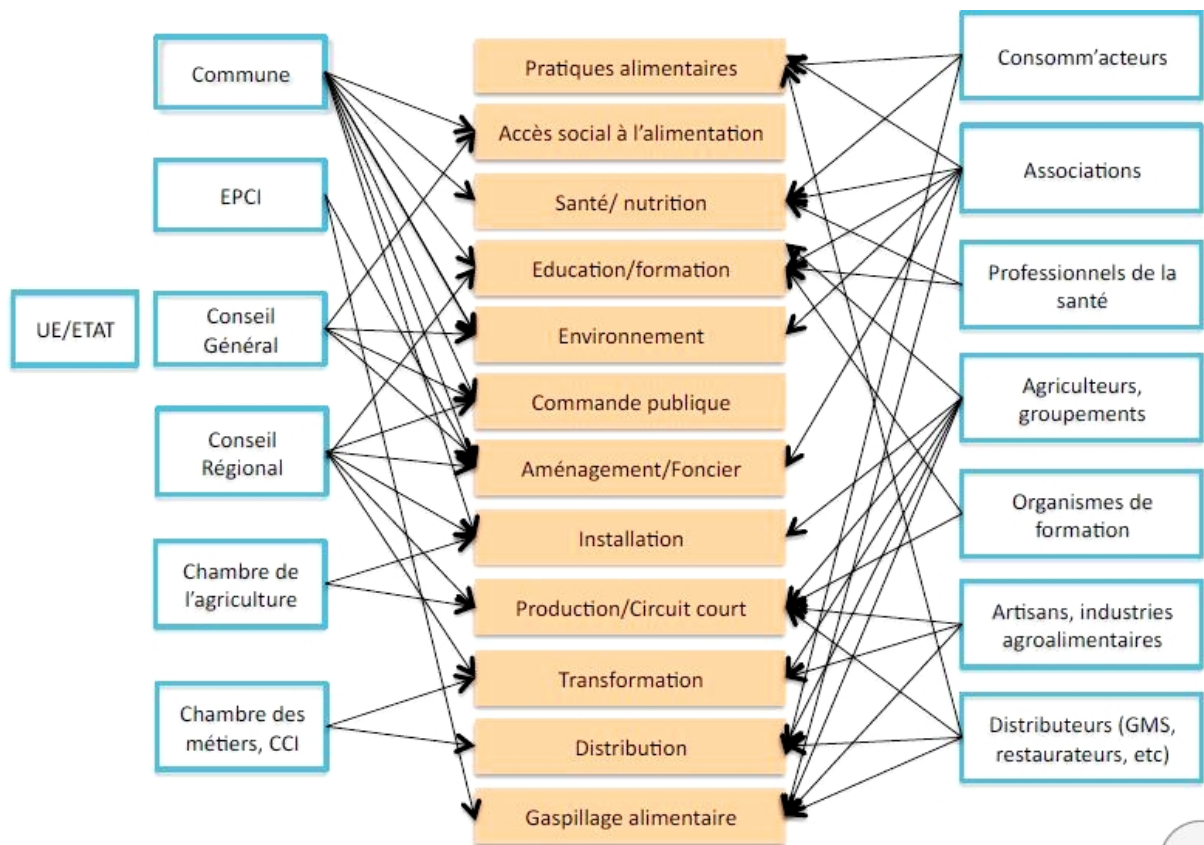 UE/ETAT
Commune
EPCI
Conseil
Général
Conseil
Régional
Chambre de
l'agriculture
Chambre des
métiers, CCI
Pratiques alimentaires
Accès social à l'alimentation
Santé/ nutrition
Education/formation
Environnement
Commande publique
Aménagement/Foncier
Installation
Production/Circuit court
Transformation
Distribution
Gaspillage alimentaire
Consomm'acteurs
Associations
Professionnels de la
santé
Agriculteurs,
groupements
Organismes de
formation
Artisans, industries
agroalimentaires
Distributeurs (GMS,
restaurateurs, etc)